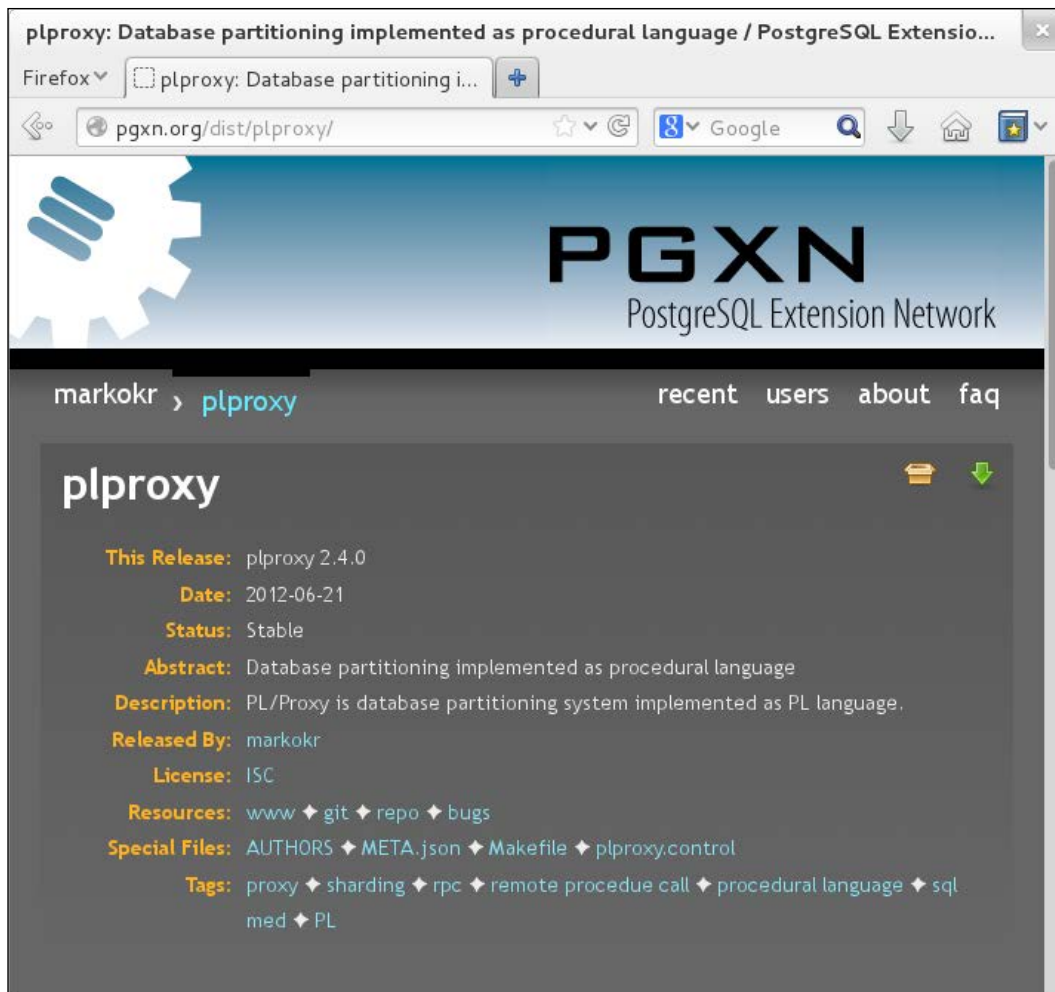 plproxy: Database partitioning implemented as procedural language / PostgreSQL Extensio...
Firefox
plproxy: Database partitioning i...
pgxn.org/dist/plproxy/
8 Google
PGXN
PostgreSQL Extension Network
markokr › plproxy
recent users about faq
plproxy
This Release: plproxy 2.4.0
Date: 2012-06-21
Status: Stable
Abstract: Database partitioning implemented as procedural language
Description: PL/Proxy is database partitioning system implemented as PL language.
Released By: markokr
License: ISC
Resources: www ✦ git ✦ repo ✦ bugs
Special Files: AUTHORS ✦ META.json ✦ Makefile ✦ plproxy.control
Tags: proxy ✦ sharding ✦ rpc ✦ remote procedue call ✦ procedural language ✦ sql
med ✦ PL